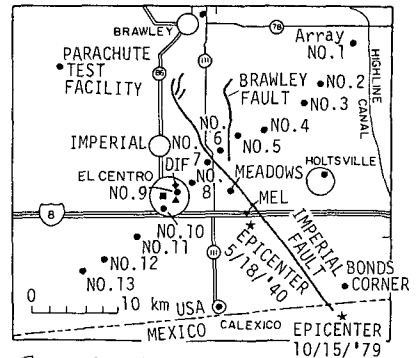 BRAWLEY
78
Array
NO.1
PARACHUTE
TEST
FACILITY
111
86
BRAWLEY
FAULT
HIGHLINE
CANAL
NO.2
NO.3
NO.4
NO.5
NO.
6
IMPERIAL
7
NO.
8
DIF
EL CENTRO
NO.9
MEADOWS
HOLTSVILLE
MEL
8
NO.10
NO.11
NO.12
NO.13
111
EPICENTER
5/18/'40
IMPERIAL
FAULT
BONDS
CORNER
0
10 km
USA
CALEXICO
MEXICO
EPICENTER
10/15/'79